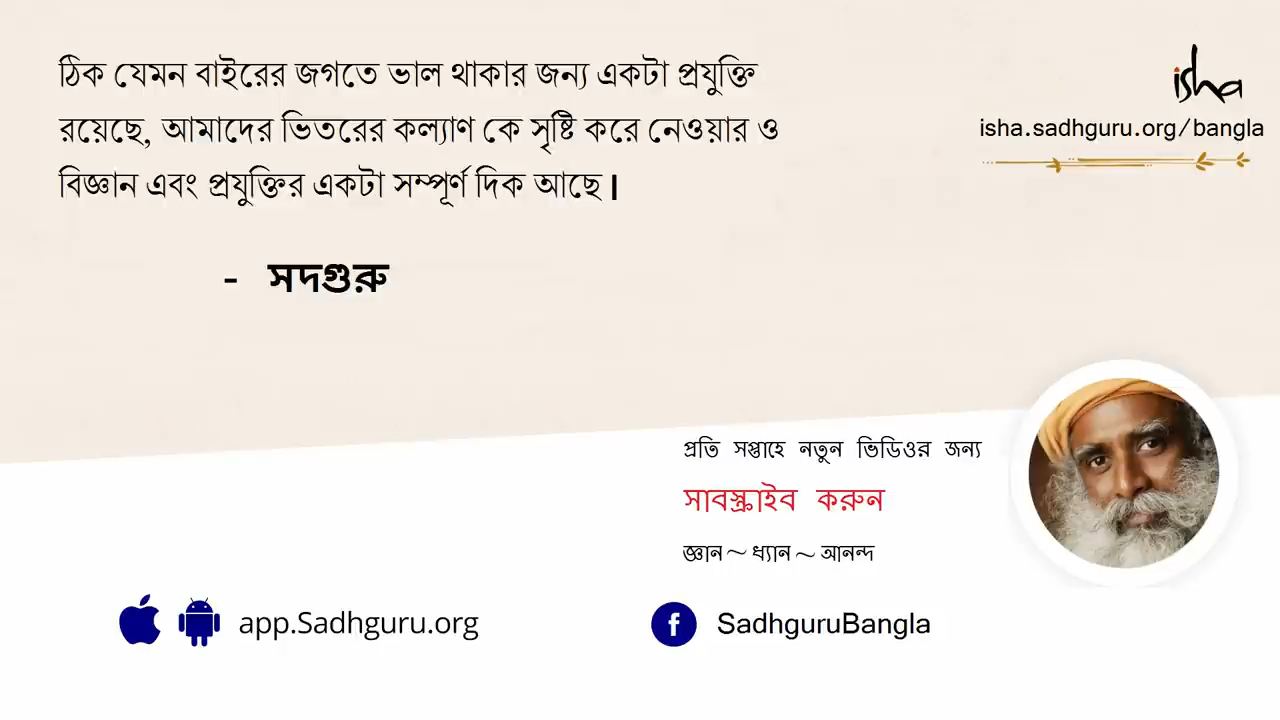 ঠিক যেমন বাইরের জগতে ভাল থাকার জন্য একটা প্রযুক্তি
রয়েছে, আমাদের ভিতরের কল্যাণ কে সৃষ্টি করে নেওয়ার ও
বিজ্ঞান এবং প্রযুক্তির একটা সম্পূর্ণ দিক আছে।
- সদগুরু
isha
isha.sadhguru.org/bangla
প্রতি সপ্তাহে নতুন ভিডিওর জন্য
সাবস্ক্রাইব করুন
জ্ঞান ~ ধ্যান ~ আনন্দ
app.Sadhguru.org
f SadhguruBangla